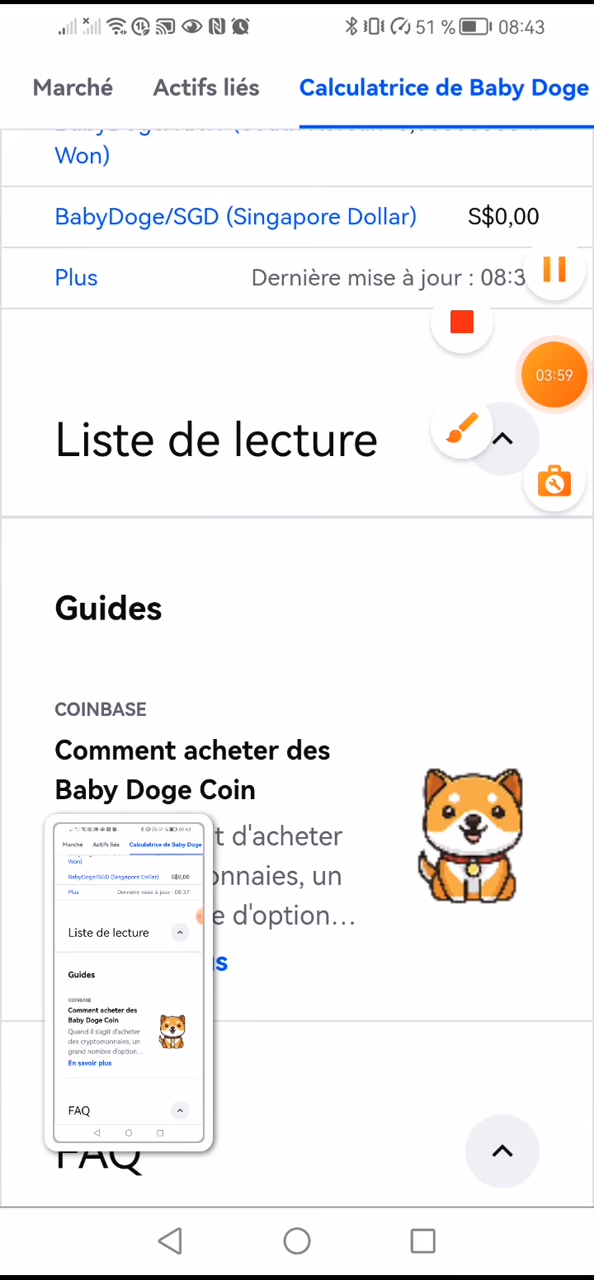 51 % 08:43
Marché Actifs liés Calculatrice de Baby Doge
Won)
BabyDoge/SGD (Singapore Dollar) S$0,00
Plus Dernière mise à jour : 08:3
03:59
Liste de lecture
Guides
COINBASE
Comment acheter des
Baby Doge Coin
t d'acheter
onnaies, un
e d'option...
s
Marché Actifs liés Calculatrice de Baby Doge
Won)
BabyDoge/SGD (Singapore Dollar) S$0,00
Plus Dernière mise à jour : 08:37
Liste de lecture
Guides
COINBASE
Comment acheter des
Baby Doge Coin
Quand il s'agit d'acheter
des cryptomonnaies, un
grand nombre d'option...
En savoir plus
FAQ
FAQ